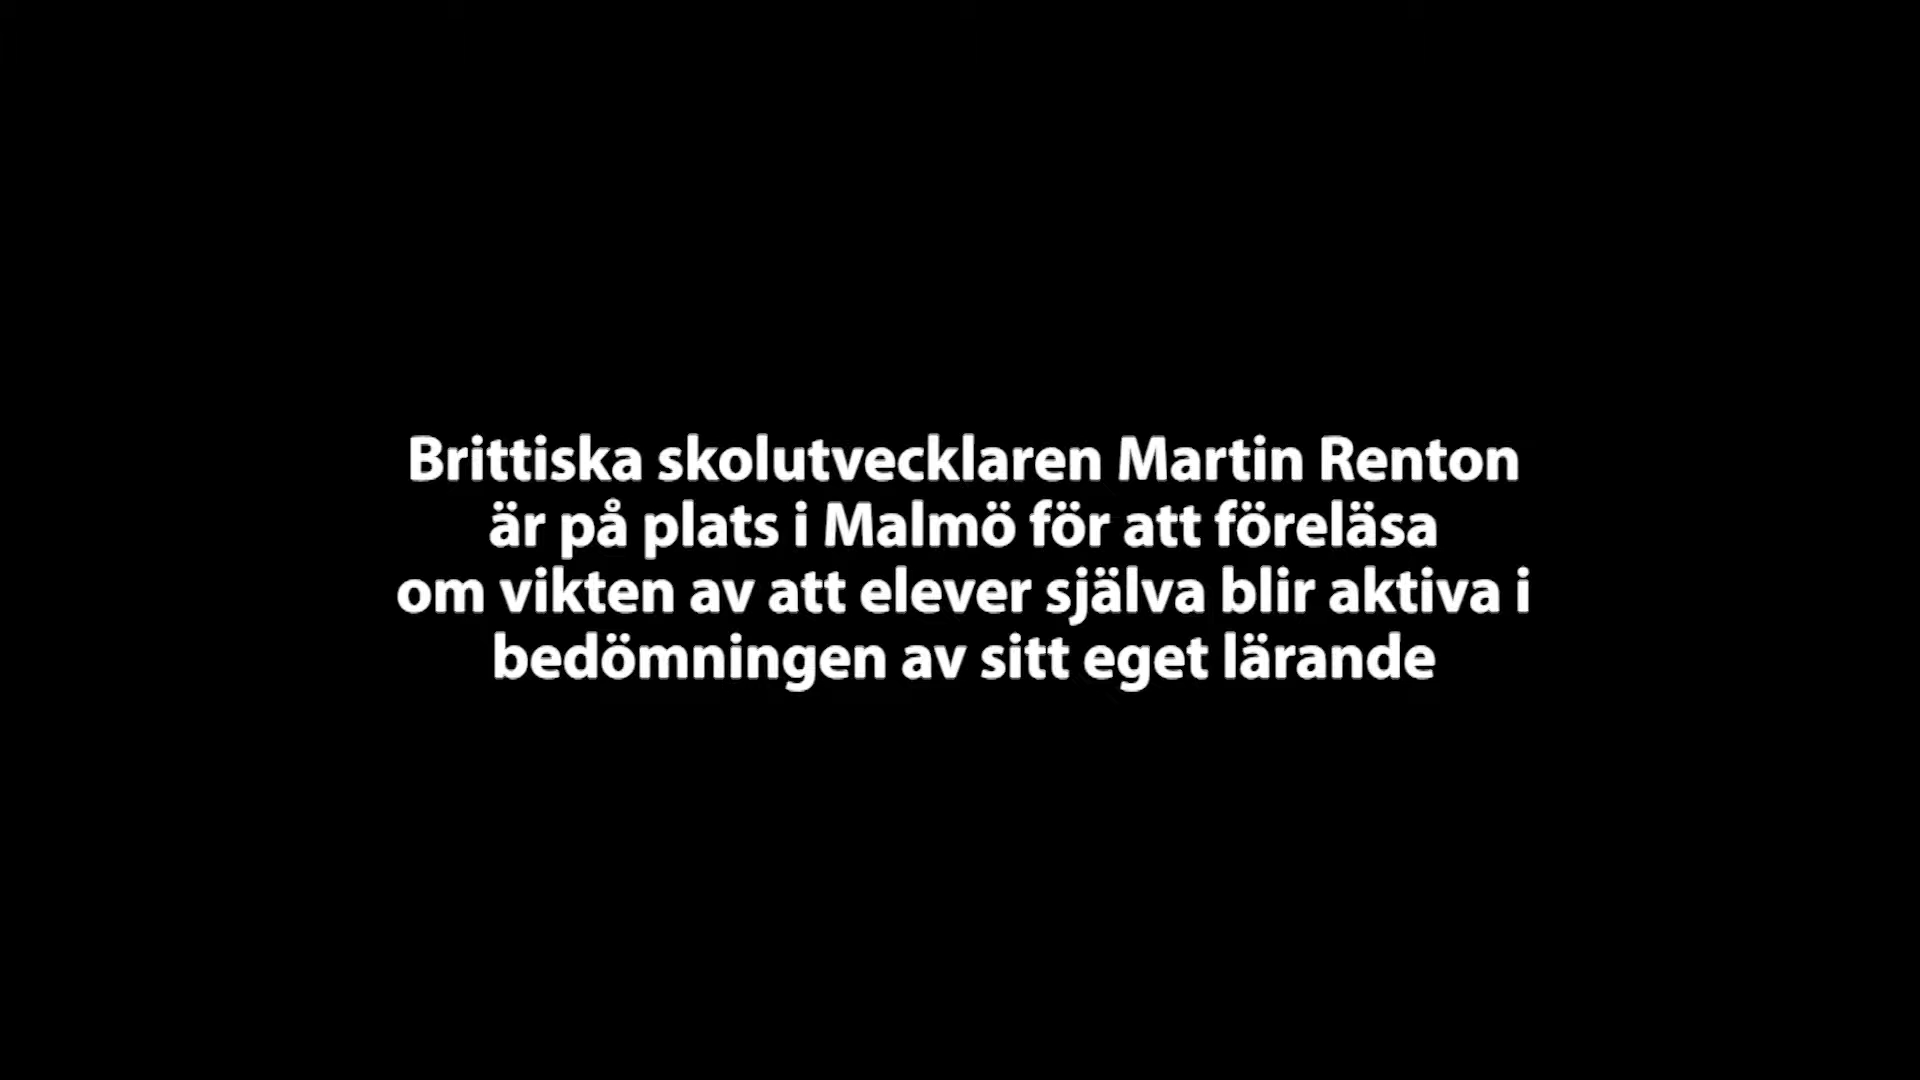 Brittiska skolutvecklaren Martin Renton
är på plats i Malmö för att föreläsa
om vikten av att elever själva blir aktiva i
bedömningen av sitt eget lärande